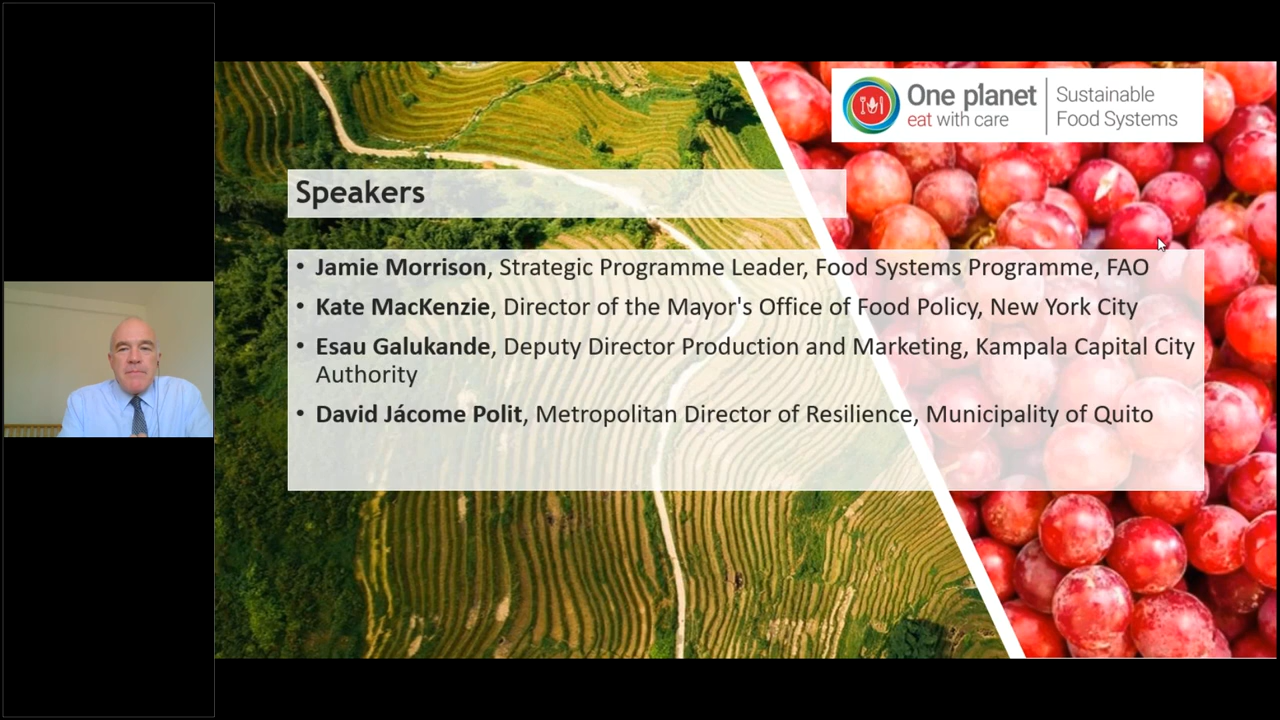 One planet
eat with care
Sustainable
Food Systems
Speakers
• Jamie Morrison, Strategic Programme Leader, Food Systems Programme, FAO
• Kate MacKenzie, Director of the Mayor's Office of Food Policy, New York City
• Esau Galukande, Deputy Director Production and Marketing, Kampala Capital City
Authority
• David Jácome Polit, Metropolitan Director of Resilience, Municipality of Quito